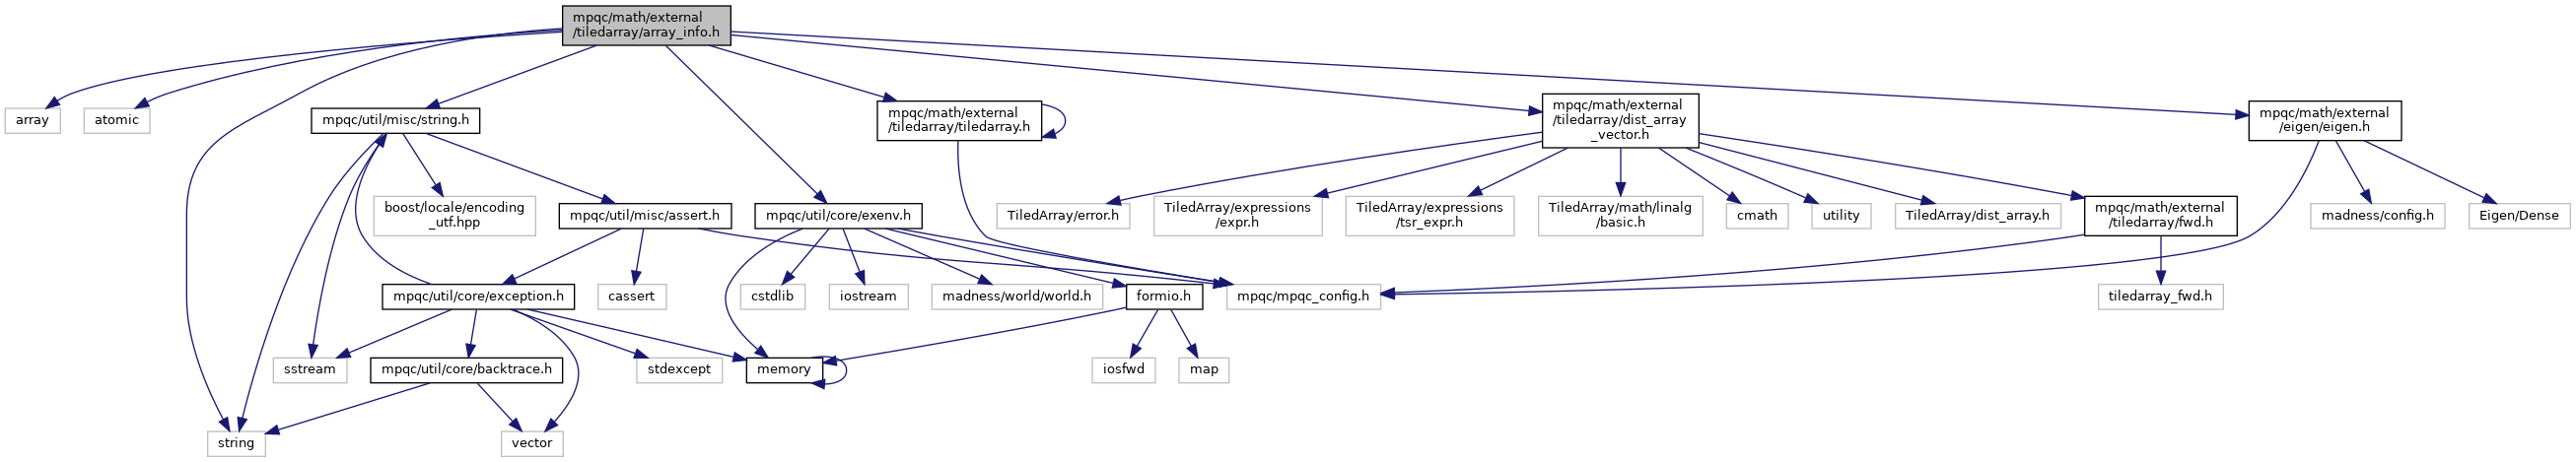 mpqc/math/external
/tiledarray/array_info.h
array
atomic
mpqc/util/misc/string.h
mpqc/math/external
/tiledarray/tiledarray.h
mpqc/math/external
/tiledarray/dist_array
_vector.h
mpqc/math/external
/eigen/eigen.h
boost/locale/encoding
_utf.hpp
mpqc/util/misc/assert.h
mpqc/util/core/exenv.h
TiledArray/error.h
TiledArray/expressions
/expr.h
TiledArray/expressions
/tsr_expr.h
TiledArray/math/linalg
/basic.h
cmath
utility
TiledArray/dist_array.h
mpqc/math/external
/tiledarray/fwd.h
madness/config.h
Eigen/Dense
mpqc/util/core/exception.h
cassert
cstdlib
iostream
madness/world/world.h
formio.h
mpqc/mpqc_config.h
tiledarray_fwd.h
sstream
mpqc/util/core/backtrace.h
stdexcept
memory
iosfwd
map
string
vector